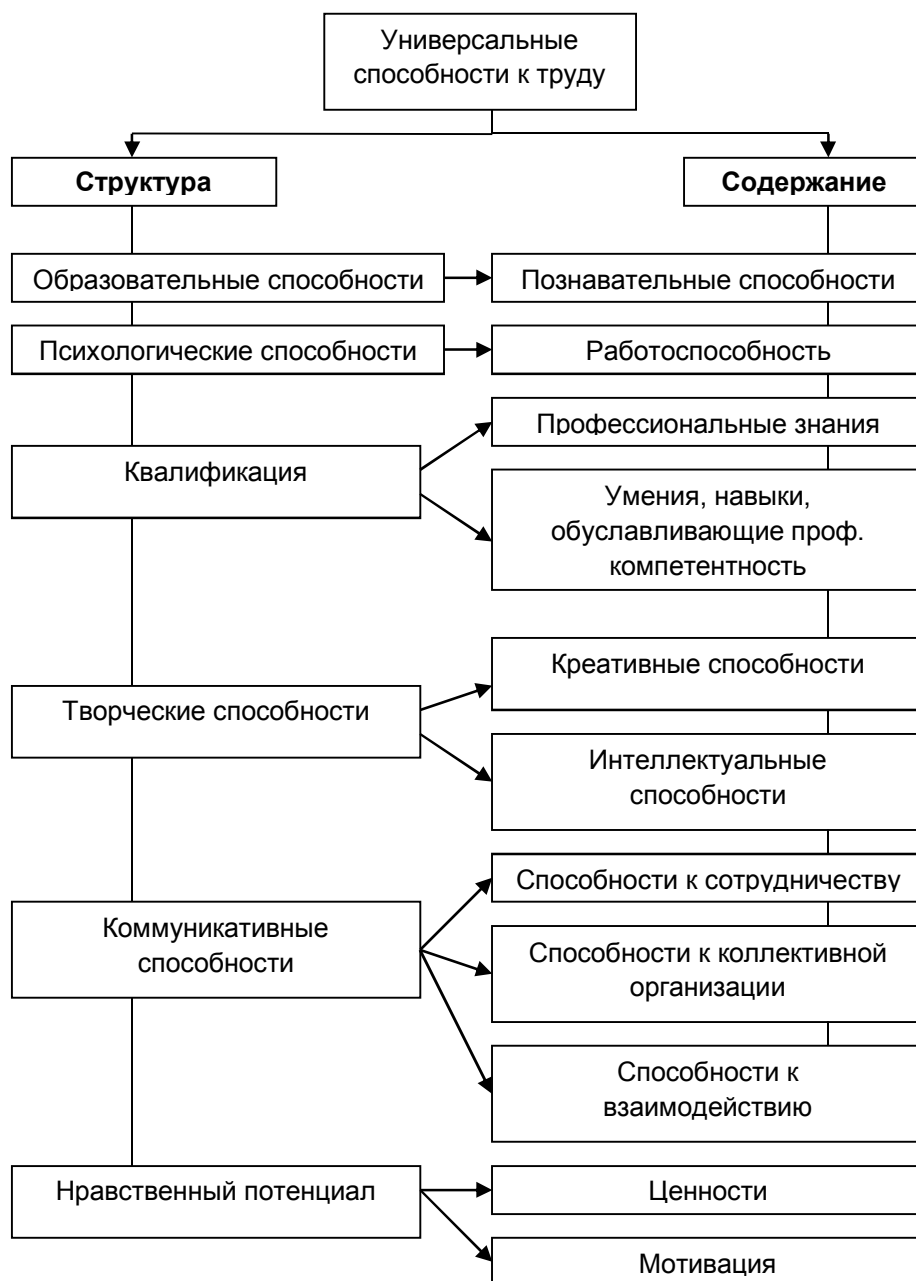 Универсальные
способности к труду
Структура
Содержание
Образовательные способности
Познавательные способности
Психологические способности
Работоспособность
Квалификация
Профессиональные знания
Умения, навыки,
обуславливающие проф.
компетентность
Творческие способности
Креативные способности
Интеллектуальные
способности
Коммуникативные
способности
Способности к сотрудничеству
Способности к коллективной
организации
Способности к
взаимодействию
Нравственный потенциал
Ценности
Мотивация